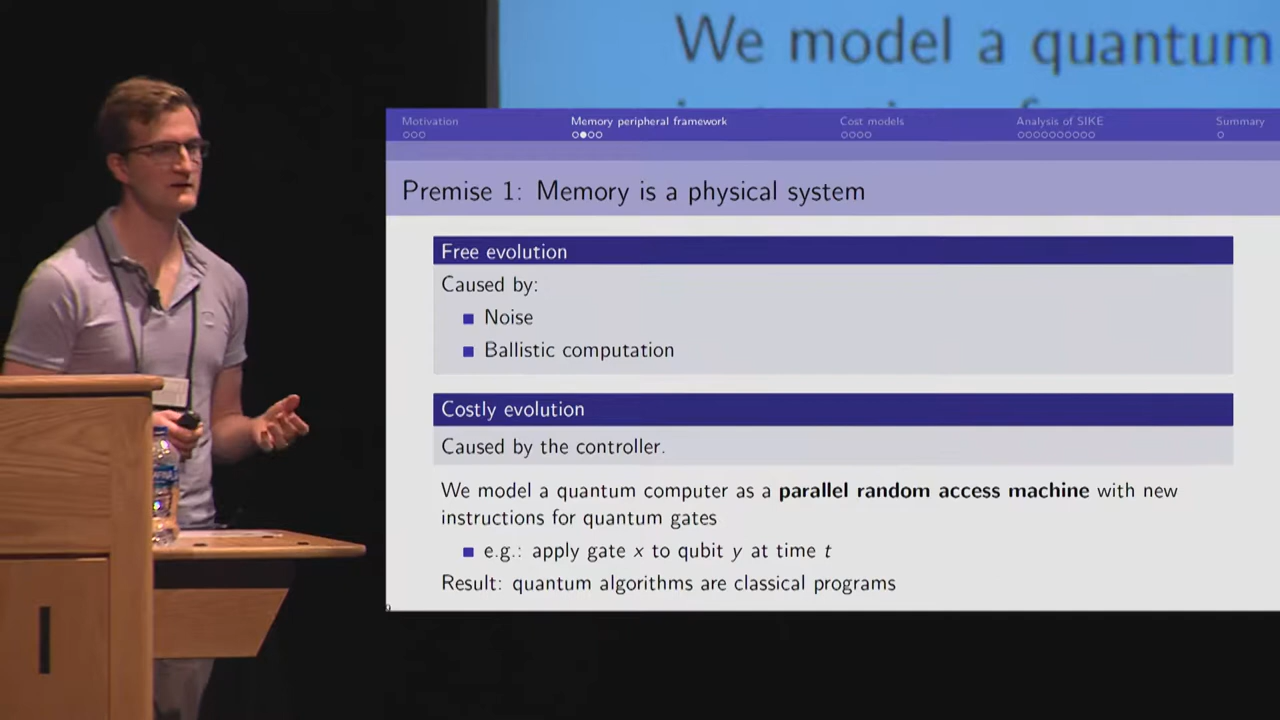 We model a quantum
Motivation
Memory peripheral framework
Cost models
Analysis of SIKE
Summary
Premise 1: Memory is a physical system
Free evolution
Caused by:
Noise
Ballistic computation
Costly evolution
Caused by the controller.
We model a quantum computer as a parallel random access machine with new
instructions for quantum gates
e.g.: apply gate x to qubit y at time t
Result: quantum algorithms are classical programs